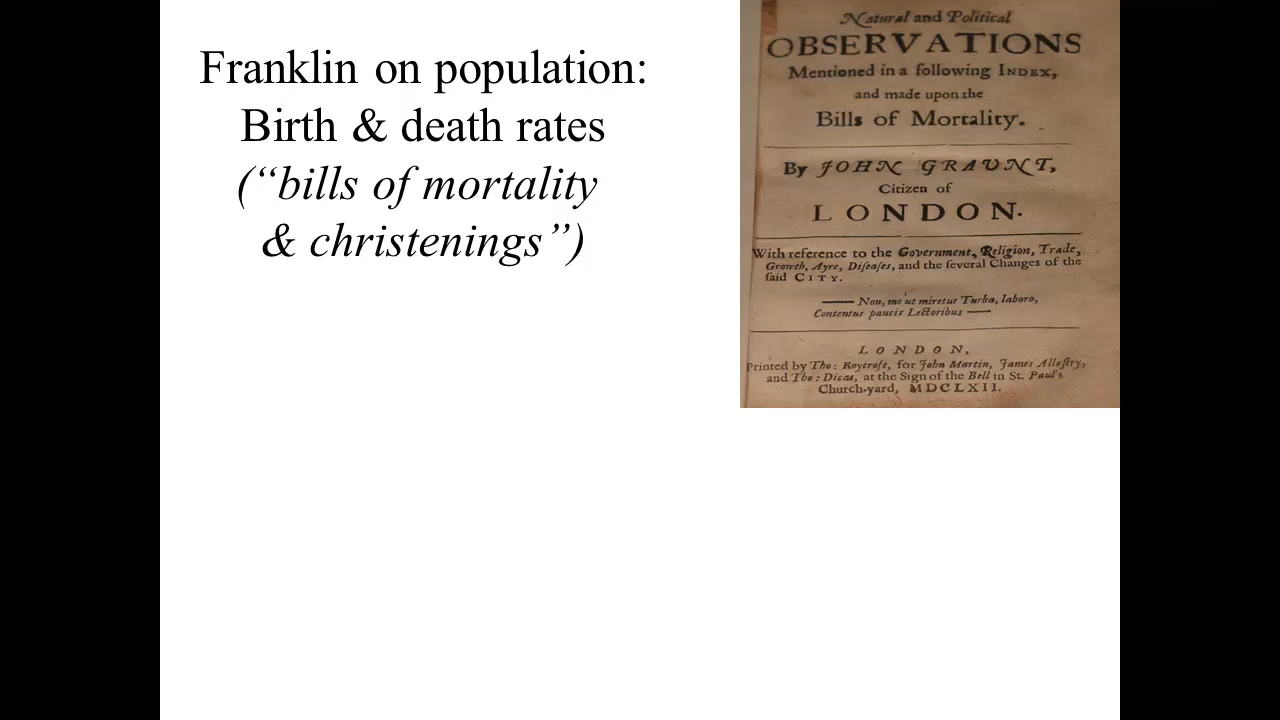 Franklin on population:
Birth & death rates
(“bills of mortality
& christenings”)
Natural and Political
OBSERVATIONS
Mentioned in a following INDEX,
and made upon the
Bills of Mortality.
By JOHN GRAUNT,
Citizen of
LONDON.
With reference to the Government, Religion, Trade,
Growth, Ayre, Diſeaſes, and the ſeveral Changes of the
ſaid CITY.
—— Non, me ut miretur Turba, laboro,
Contentus paucis Lectoribus ——
LONDON,
Printed by Tho: Roycroft, for John Martin, James Alleſtry,
and Tho: Dicas, at the Sign of the Bell in St. Paul's
Church-yard, MDCLXII.